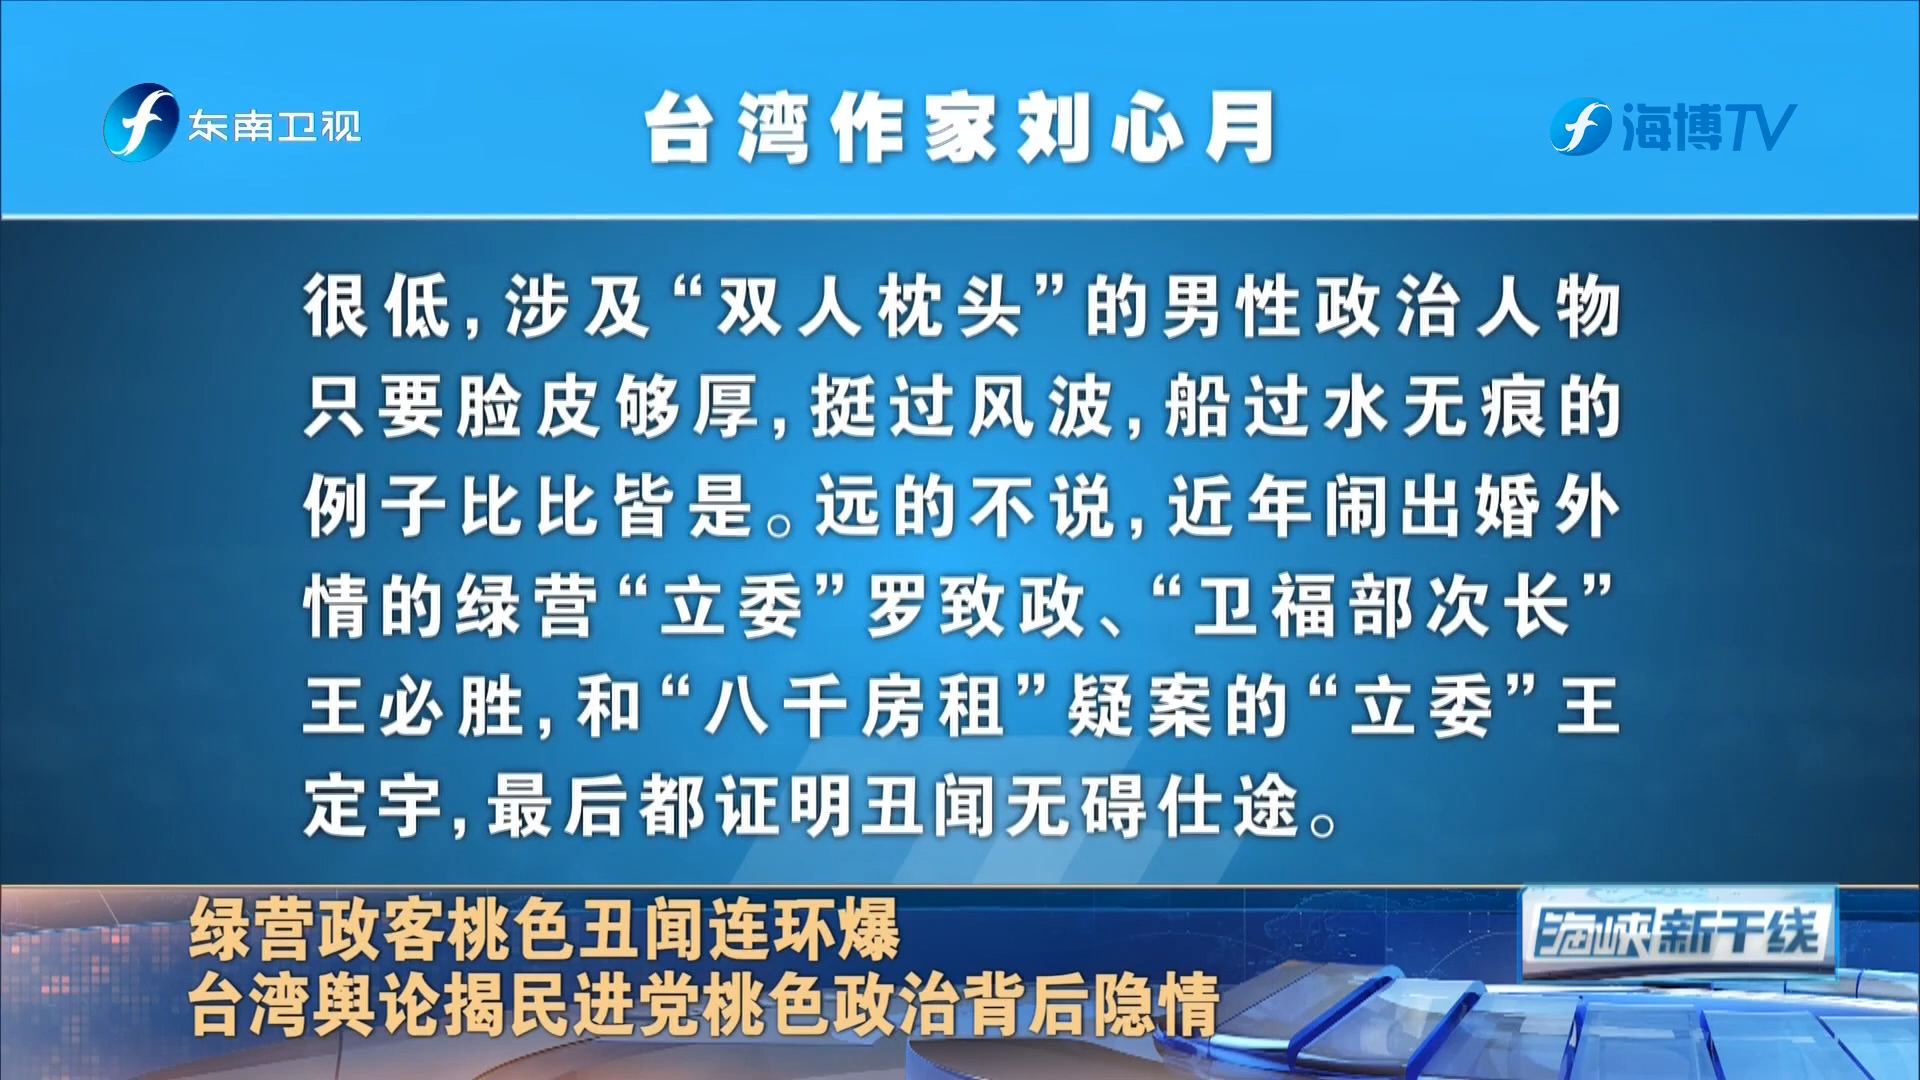 东南卫视
台湾作家刘心月
海博TV
很低，涉及“双人枕头”的男性政治人物
只要脸皮够厚，挺过风波，船过水无痕的
例子比比皆是。远的不说，近年闹出婚外
情的绿营“立委”罗致政、“卫福部次长”
王必胜，和“八千房租”疑案的“立委”王
定宇，最后都证明丑闻无碍仕途。
绿营政客桃色丑闻连环爆
台湾舆论揭民进党桃色政治背后隐情
海峡新干线